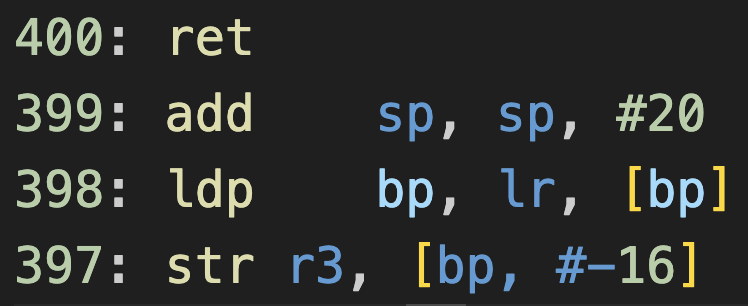 400: ret
399: add sp, sp, #20
398: ldp bp, lr, [bp]
397: str r3, [bp, #-16]